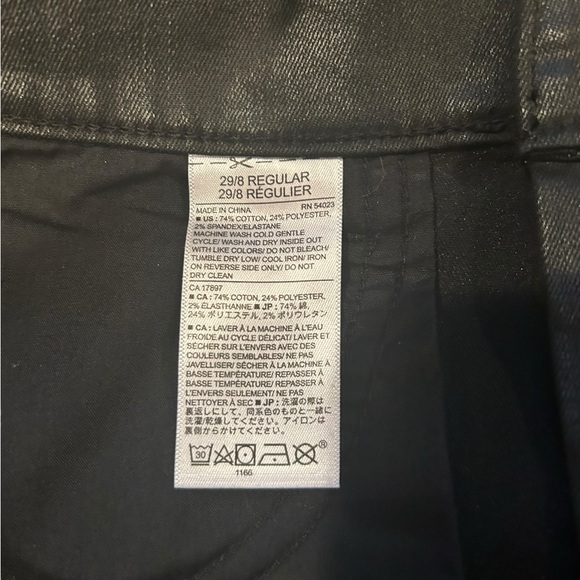 29/8 REGULAR
29/8 RÉGULIER
MADE IN CHINA RN 54023
■ US : 74% COTTON, 24% POLYESTER,
2% SPANDEX/ELASTANE
MACHINE WASH COLD GENTLE
CYCLE/ WASH AND DRY INSIDE OUT
WITH LIKE COLORS/ DO NOT BLEACH/
TUMBLE DRY LOW/ COOL IRON/ IRON
ON REVERSE SIDE ONLY/ DO NOT
DRY CLEAN
CA 17897
■ CA : 74% COTON, 24% POLYESTER,
2% ÉLASTHANNE ■ JP : 74% 綿,
24% ポリエステル, 2% ポリウレタン
■ CA : LAVER À LA MACHINE À L'EAU
FROIDE AU CYCLE DÉLICAT/ LAVER ET
SÉCHER SUR L'ENVERS AVEC DES
COULEURS SEMBLABLES/ NE PAS
JAVELLISER/ SÉCHER À LA MACHINE À
BASSE TEMPÉRATURE/ REPASSER À
BASSE TEMPÉRATURE/ REPASSER À
L'ENVERS SEULEMENT/ NE PAS
NETTOYER À SEC ■ JP : 洗濯の際は
裏返しにして、同系色のものと一緒に
洗濯/乾燥してください。アイロンは
裏側からかけてください。
30 ®
1166